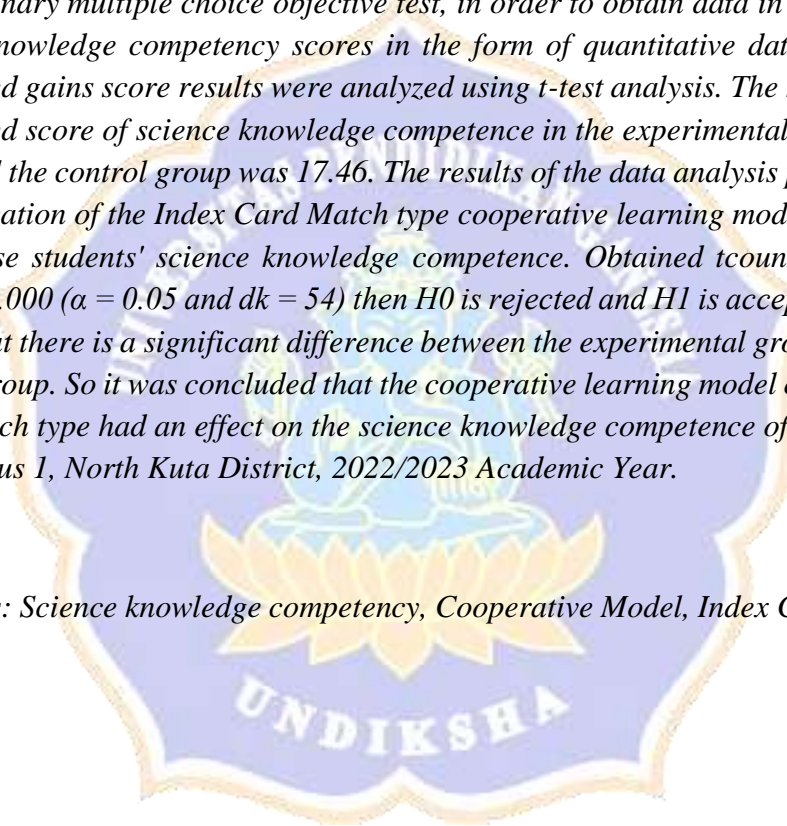 nary multiple choice objective test, in order to obtain data in
nowledge competency scores in the form of quantitative dat
d gains score results were analyzed using t-test analysis. The
d score of science knowledge competence in the experimental
l the control group was 17.46. The results of the data analysis p
ation of the Index Card Match type cooperative learning mod
se students' science knowledge competence. Obtained tcoun
.000 (α = 0.05 and dk = 54) then H0 is rejected and H1 is accep
at there is a significant difference between the experimental gro
roup. So it was concluded that the cooperative learning model
ch type had an effect on the science knowledge competence of
us 1, North Kuta District, 2022/2023 Academic Year.
: Science knowledge competency, Cooperative Model, Index C
UNIVERSITAS PENDIDIKAN GANESHA
UNDIKSHA